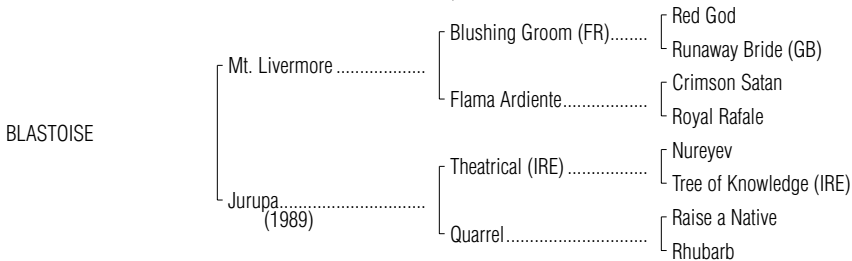 Red God
Blushing Groom (FR)........
Runaway Bride (GB)
Mt. Livermore ...................
Crimson Satan
Flama Ardiente..................
Royal Rafale
BLASTOISE
Nureyev
Theatrical (IRE) .................
Tree of Knowledge (IRE)
Jurupa...............................
(1989)
Raise a Native
Quarrel..............................
Rhubarb